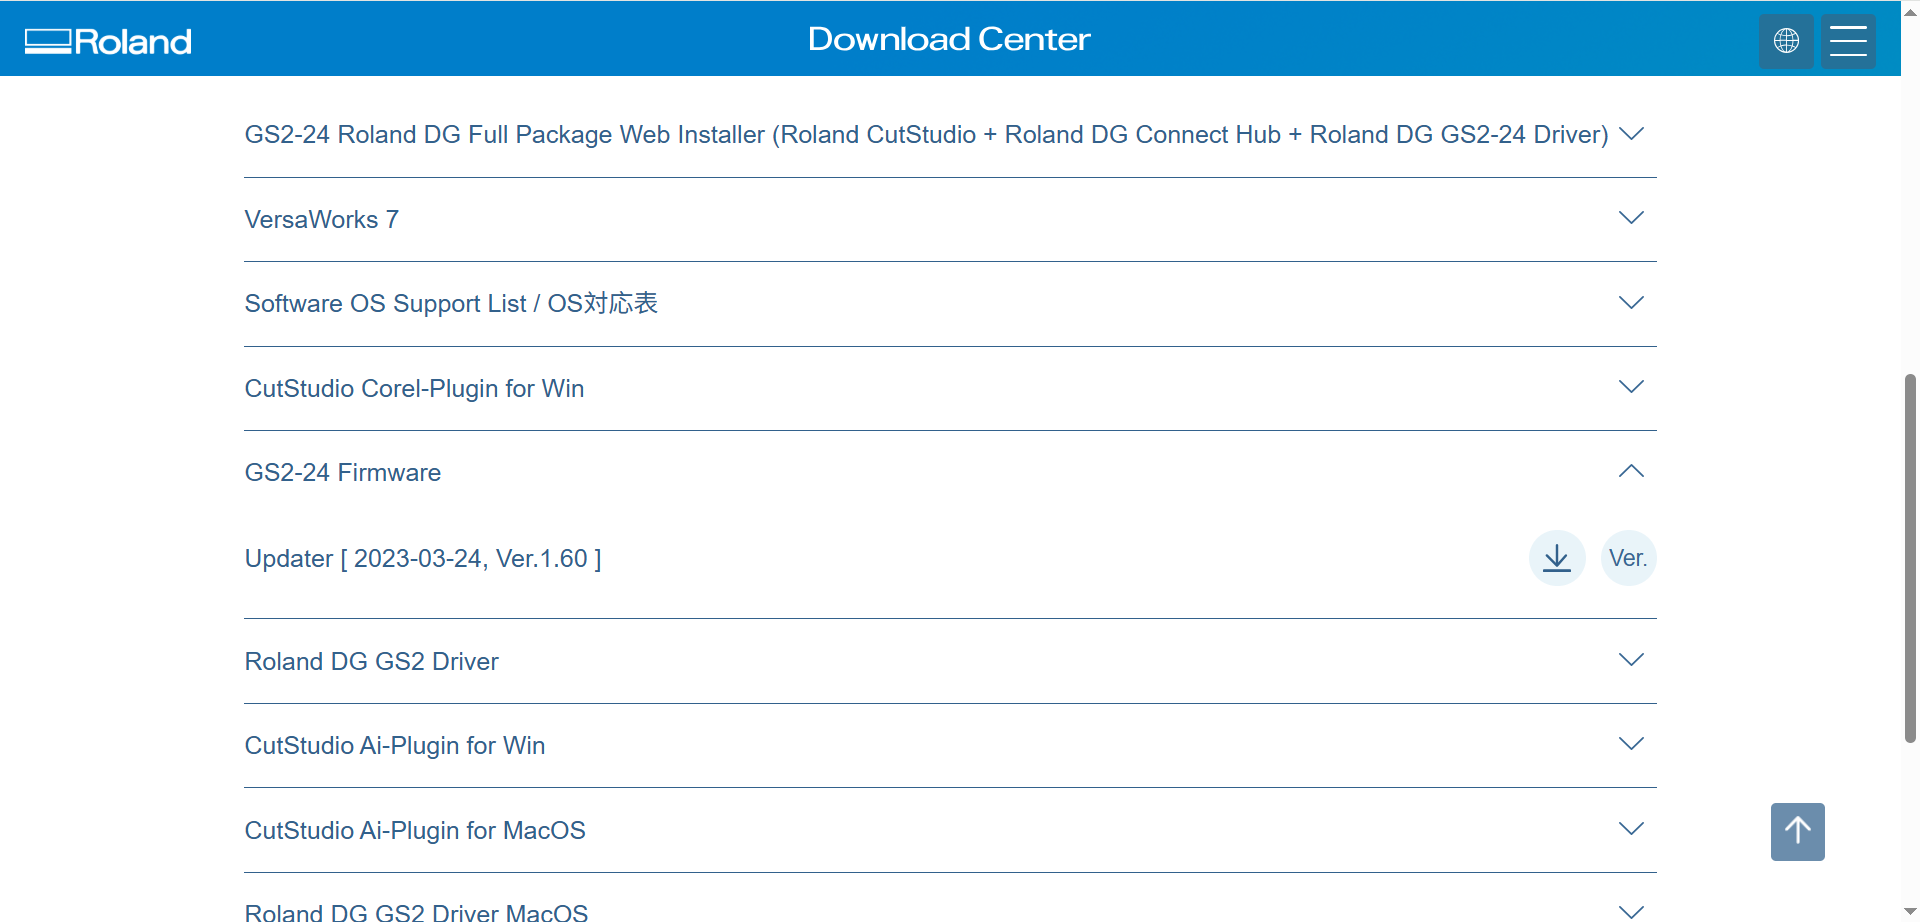 Roland
Download Center
GS2-24 Roland DG Full Package Web Installer (Roland CutStudio + Roland DG Connect Hub + Roland DG GS2-24 Driver)
VersaWorks 7
Software OS Support List / OS対応表
CutStudio Corel-Plugin for Win
GS2-24 Firmware
Updater [ 2023-03-24, Ver.1.60 ]
Ver.
Roland DG GS2 Driver
CutStudio Ai-Plugin for Win
CutStudio Ai-Plugin for MacOS
Roland DG GS2 Driver MacOS